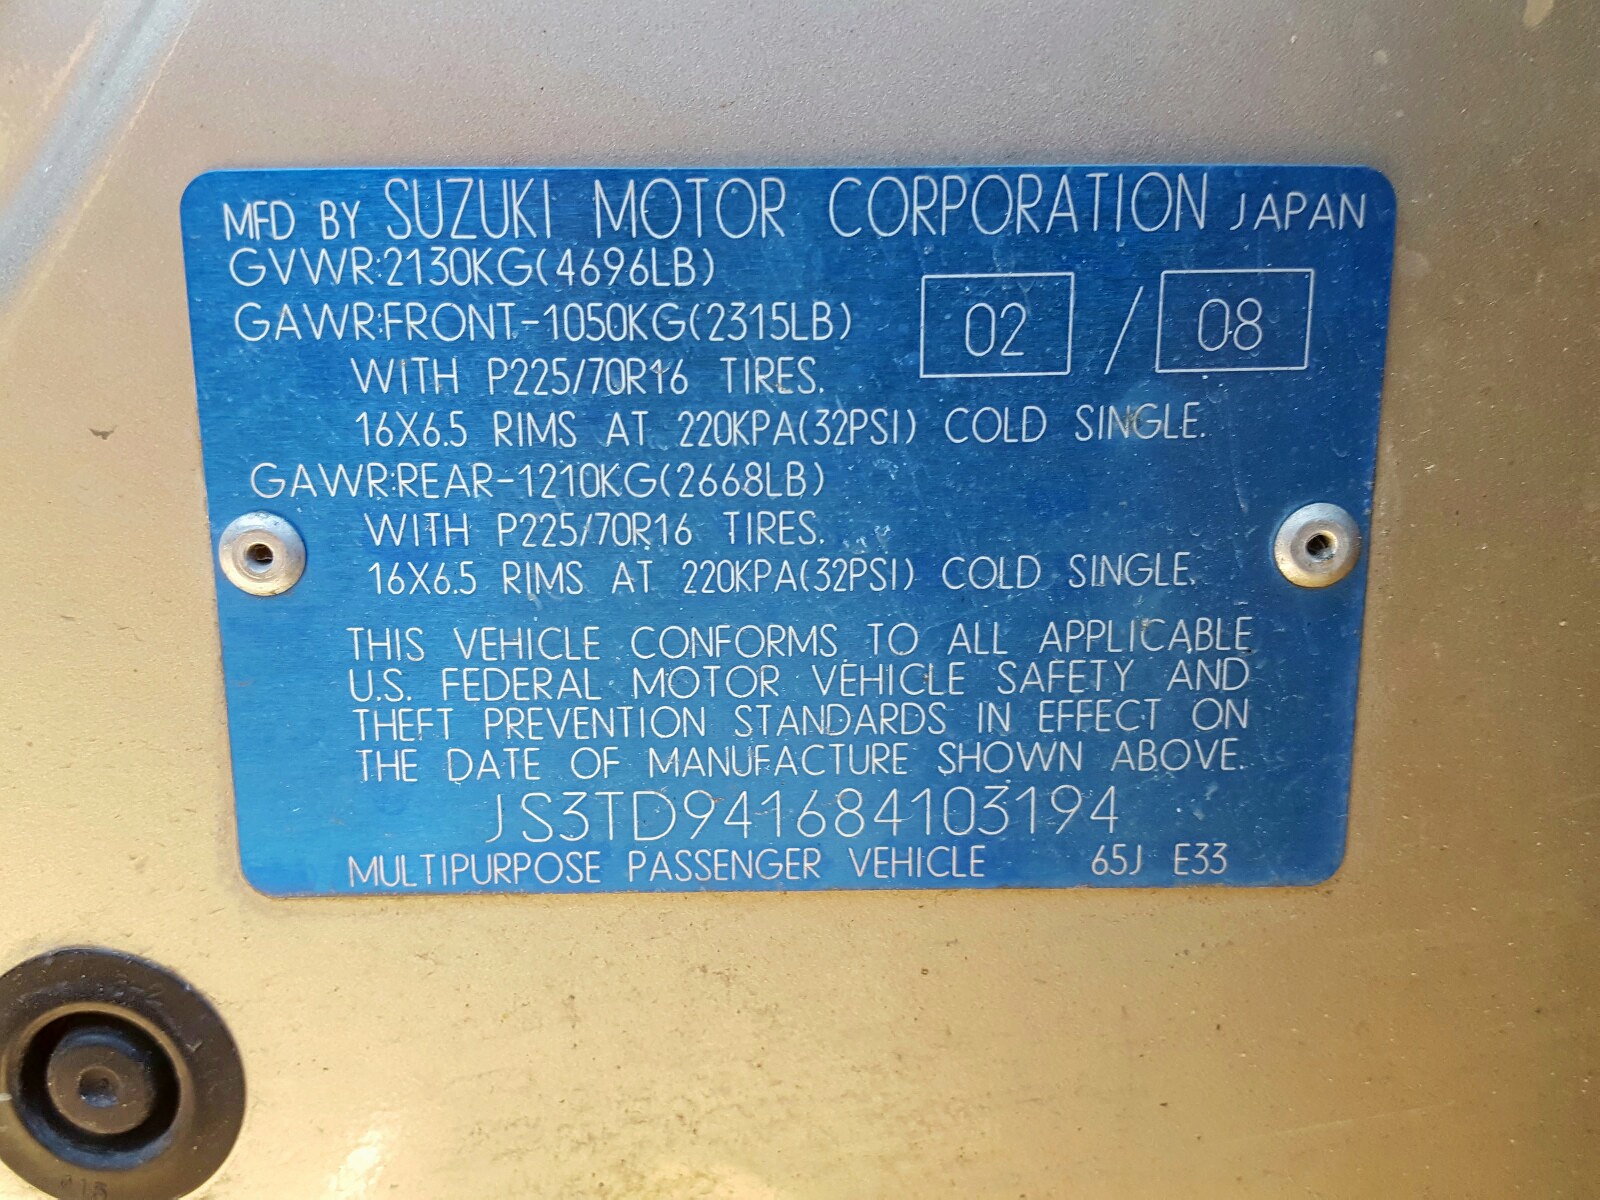 MFD BY SUZUKI MOTOR CORPORATION JAPAN
GVWR:2130KG(4696LB)
GAWR:FRONT-1050KG(2315LB)
02 / 08
WITH P225/70R16 TIRES.
16X6.5 RIMS AT 220KPA(32PSI) COLD SINGLE.
GAWR:REAR-1210KG(2668LB)
WITH P225/70R16 TIRES.
16X6.5 RIMS AT 220KPA(32PSI) COLD SINGLE.
THIS VEHICLE CONFORMS TO ALL APPLICABLE
U.S. FEDERAL MOTOR VEHICLE SAFETY AND
THEFT PREVENTION STANDARDS IN EFFECT ON
THE DATE OF MANUFACTURE SHOWN ABOVE.
JS3TD941684103194
MULTIPURPOSE PASSENGER VEHICLE 65J E33